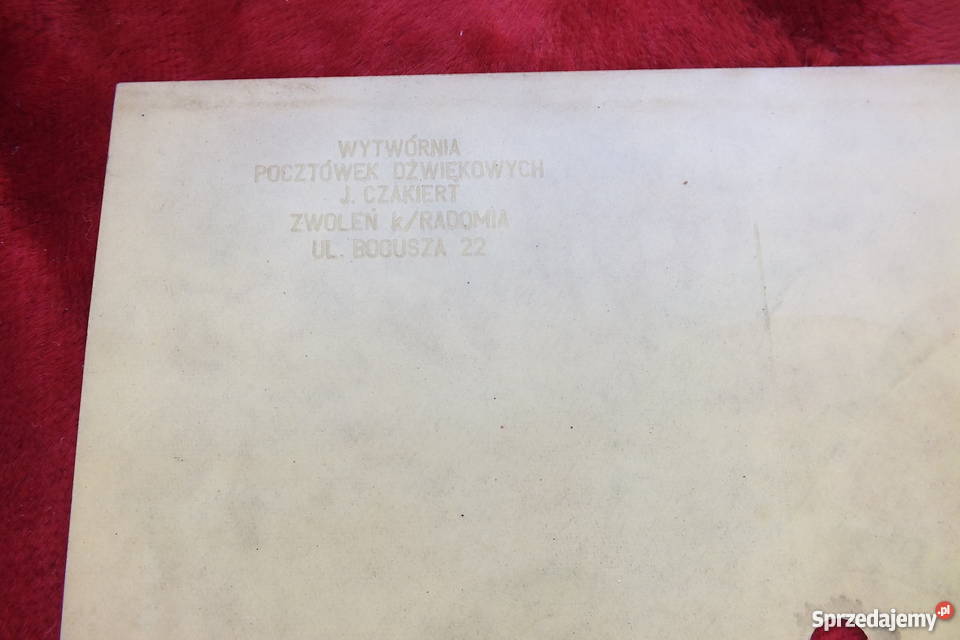 WYTWÓRNIA
POCZTÓWEK DŹWIĘKOWYCH
J. CZAKIERT
ZWOLEŃ k/RADOMIA
UL. BOGUSZA 22
Sprzedajemy.pl